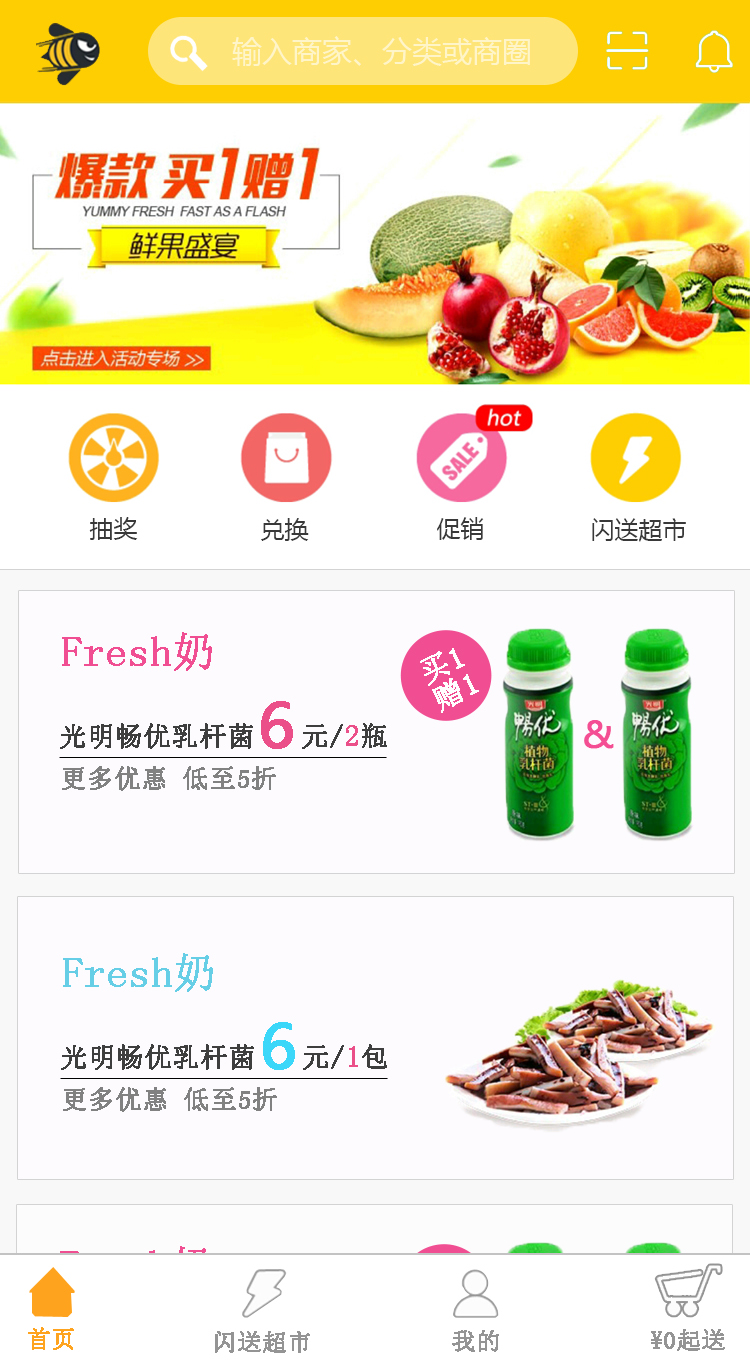 输入商家、分类或商圈
爆款 买1赠1
YUMMY FRESH FAST AS A FLASH
鲜果盛宴
点击进入活动专场 >>
hot
SALE
抽奖
兑换
促销
闪送超市
Fresh奶
买1
赠1
光明畅优乳杆菌6元/2瓶
更多优惠 低至5折
光明
畅优
植物
乳杆菌
&
光明
畅优
植物
乳杆菌
Fresh奶
光明畅优乳杆菌6元/1包
更多优惠 低至5折
首页
闪送超市
我的
¥0起送